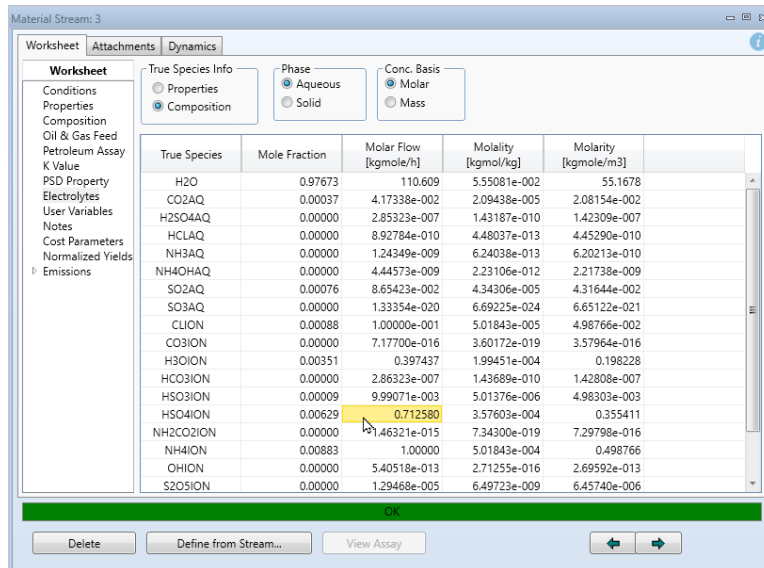 Material Stream: 3
Worksheet Attachments Dynamics
i
Worksheet
Conditions
Properties
Composition
Oil & Gas Feed
Petroleum Assay
K Value
PSD Property
Electrolytes
User Variables
Notes
Cost Parameters
Normalized Yields
Emissions
True Species Info
Properties
Composition
Phase
Aqueous
Solid
Conc. Basis
Molar
Mass
True Species Mole Fraction Molar Flow [kgmole/h] Molality [kgmol/kg] Molarity [kgmole/m3]
H2O 0.97673 110.609 5.55081e-002 55.1678
CO2AQ 0.00037 4.17338e-002 2.09438e-005 2.08154e-002
H2SO4AQ 0.00000 2.85323e-007 1.43187e-010 1.42309e-007
HCLAQ 0.00000 8.92784e-010 4.48037e-013 4.45290e-010
NH3AQ 0.00000 1.24349e-009 6.24038e-013 6.20213e-010
NH4OHAQ 0.00000 4.44573e-009 2.23106e-012 2.21738e-009
SO2AQ 0.00076 8.65423e-002 4.34306e-005 4.31644e-002
SO3AQ 0.00000 1.33354e-020 6.69225e-024 6.65122e-021
CLION 0.00088 1.00000e-001 5.01843e-005 4.98766e-002
CO3ION 0.00000 7.17700e-016 3.60172e-019 3.57964e-016
H3OION 0.00351 0.397437 1.99451e-004 0.198228
HCO3ION 0.00000 2.86323e-007 1.43689e-010 1.42808e-007
HSO3ION 0.00009 9.99071e-003 5.01376e-006 4.98303e-003
HSO4ION 0.00629 0.712580 3.57603e-004 0.355411
NH2CO2ION 0.00000 1.46321e-015 7.34300e-019 7.29798e-016
NH4ION 0.00883 1.00000 5.01843e-004 0.498766
OHION 0.00000 5.40518e-013 2.71255e-016 2.69592e-013
S2O5ION 0.00000 1.29468e-005 6.49723e-009 6.45740e-006
OK
Delete Define from Stream... View Assay